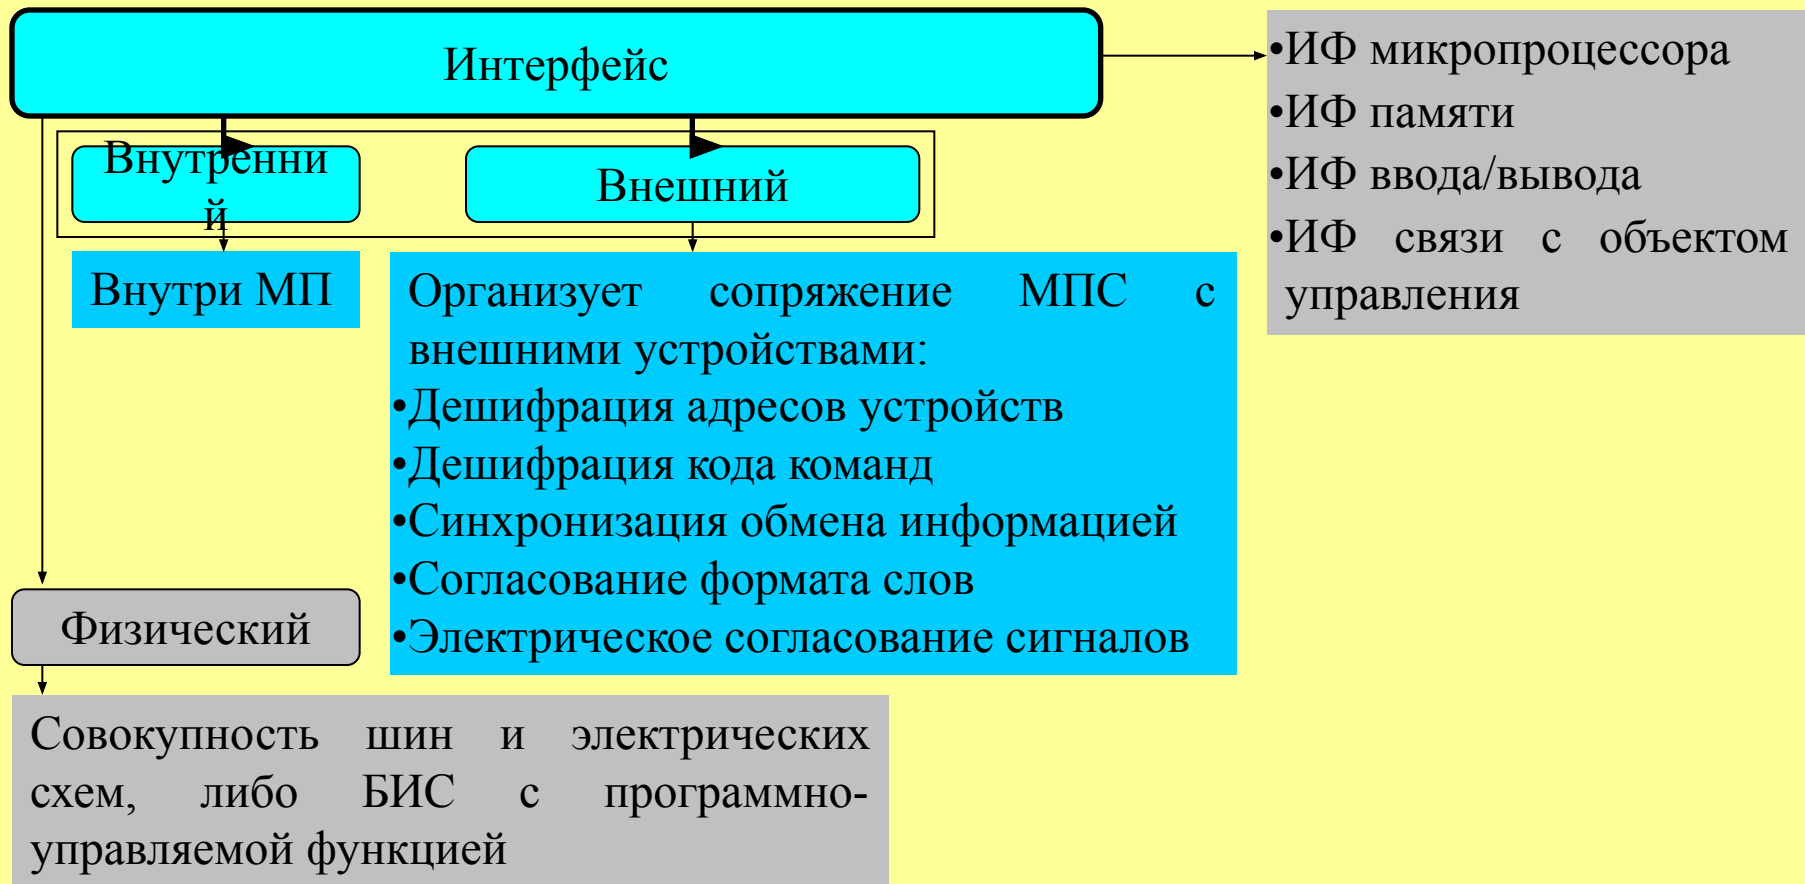 Интерфейс
•ИФ микропроцессора
•ИФ памяти
•ИФ ввода/вывода
•ИФ связи с объектом
управления
Внутренни
й
Внешний
Внутри МП
Организует сопряжение МПС с
внешними устройствами:
•Дешифрация адресов устройств
•Дешифрация кода команд
•Синхронизация обмена информацией
•Согласование формата слов
•Электрическое согласование сигналов
Физический
Совокупность шин и электрических
схем, либо БИС с программно-
управляемой функцией